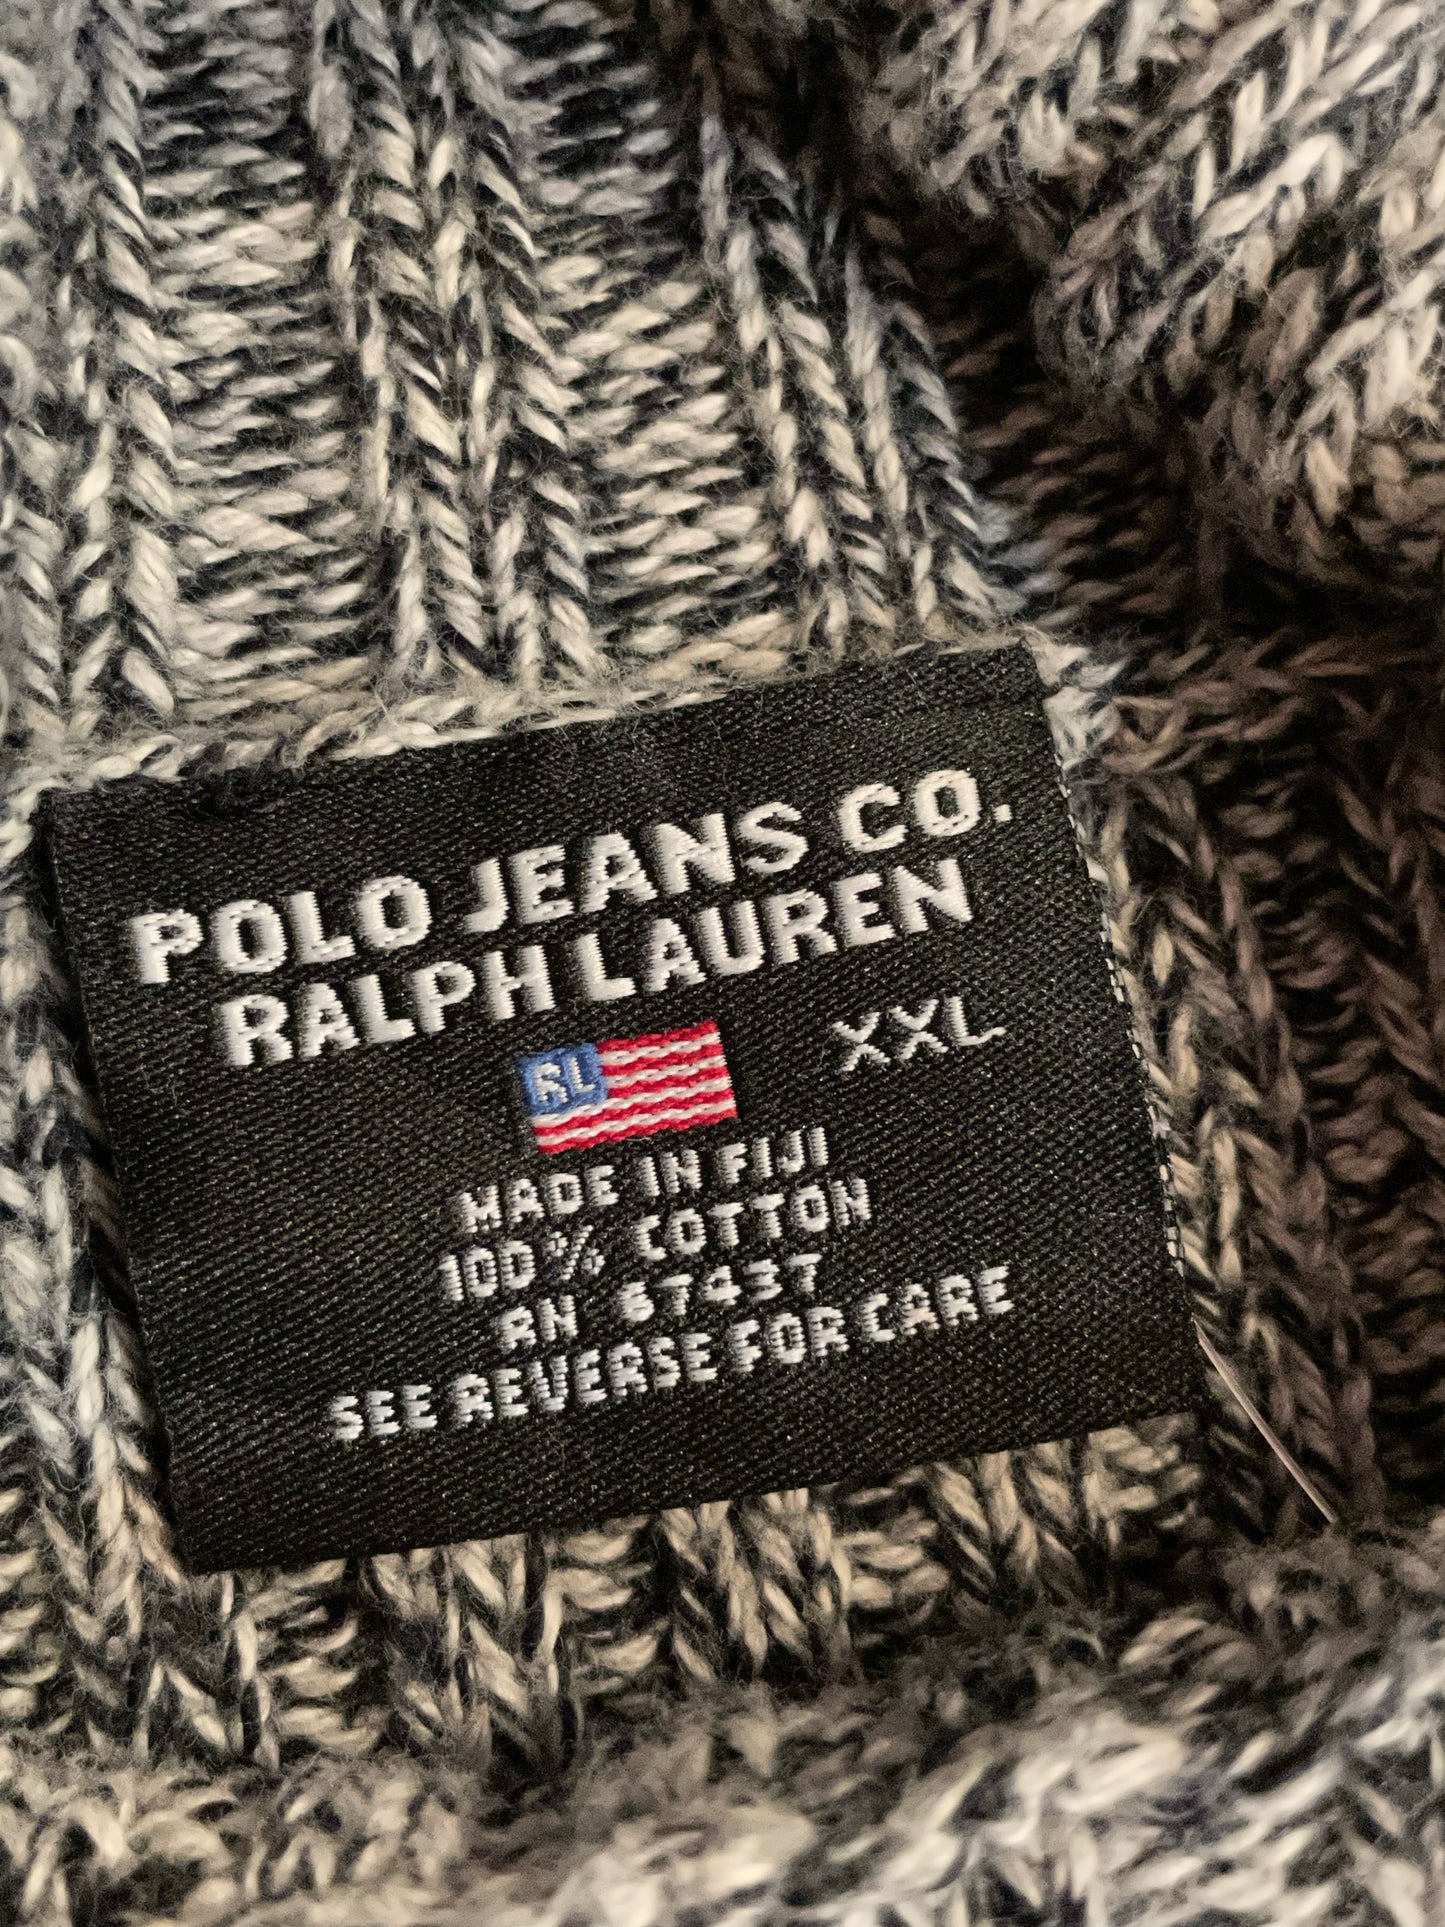 POLO JEANS CO.
RALPH LAUREN
RL
XXL
MADE IN FIJI
100% COTTON
RN 67437
SEE REVERSE FOR CARE